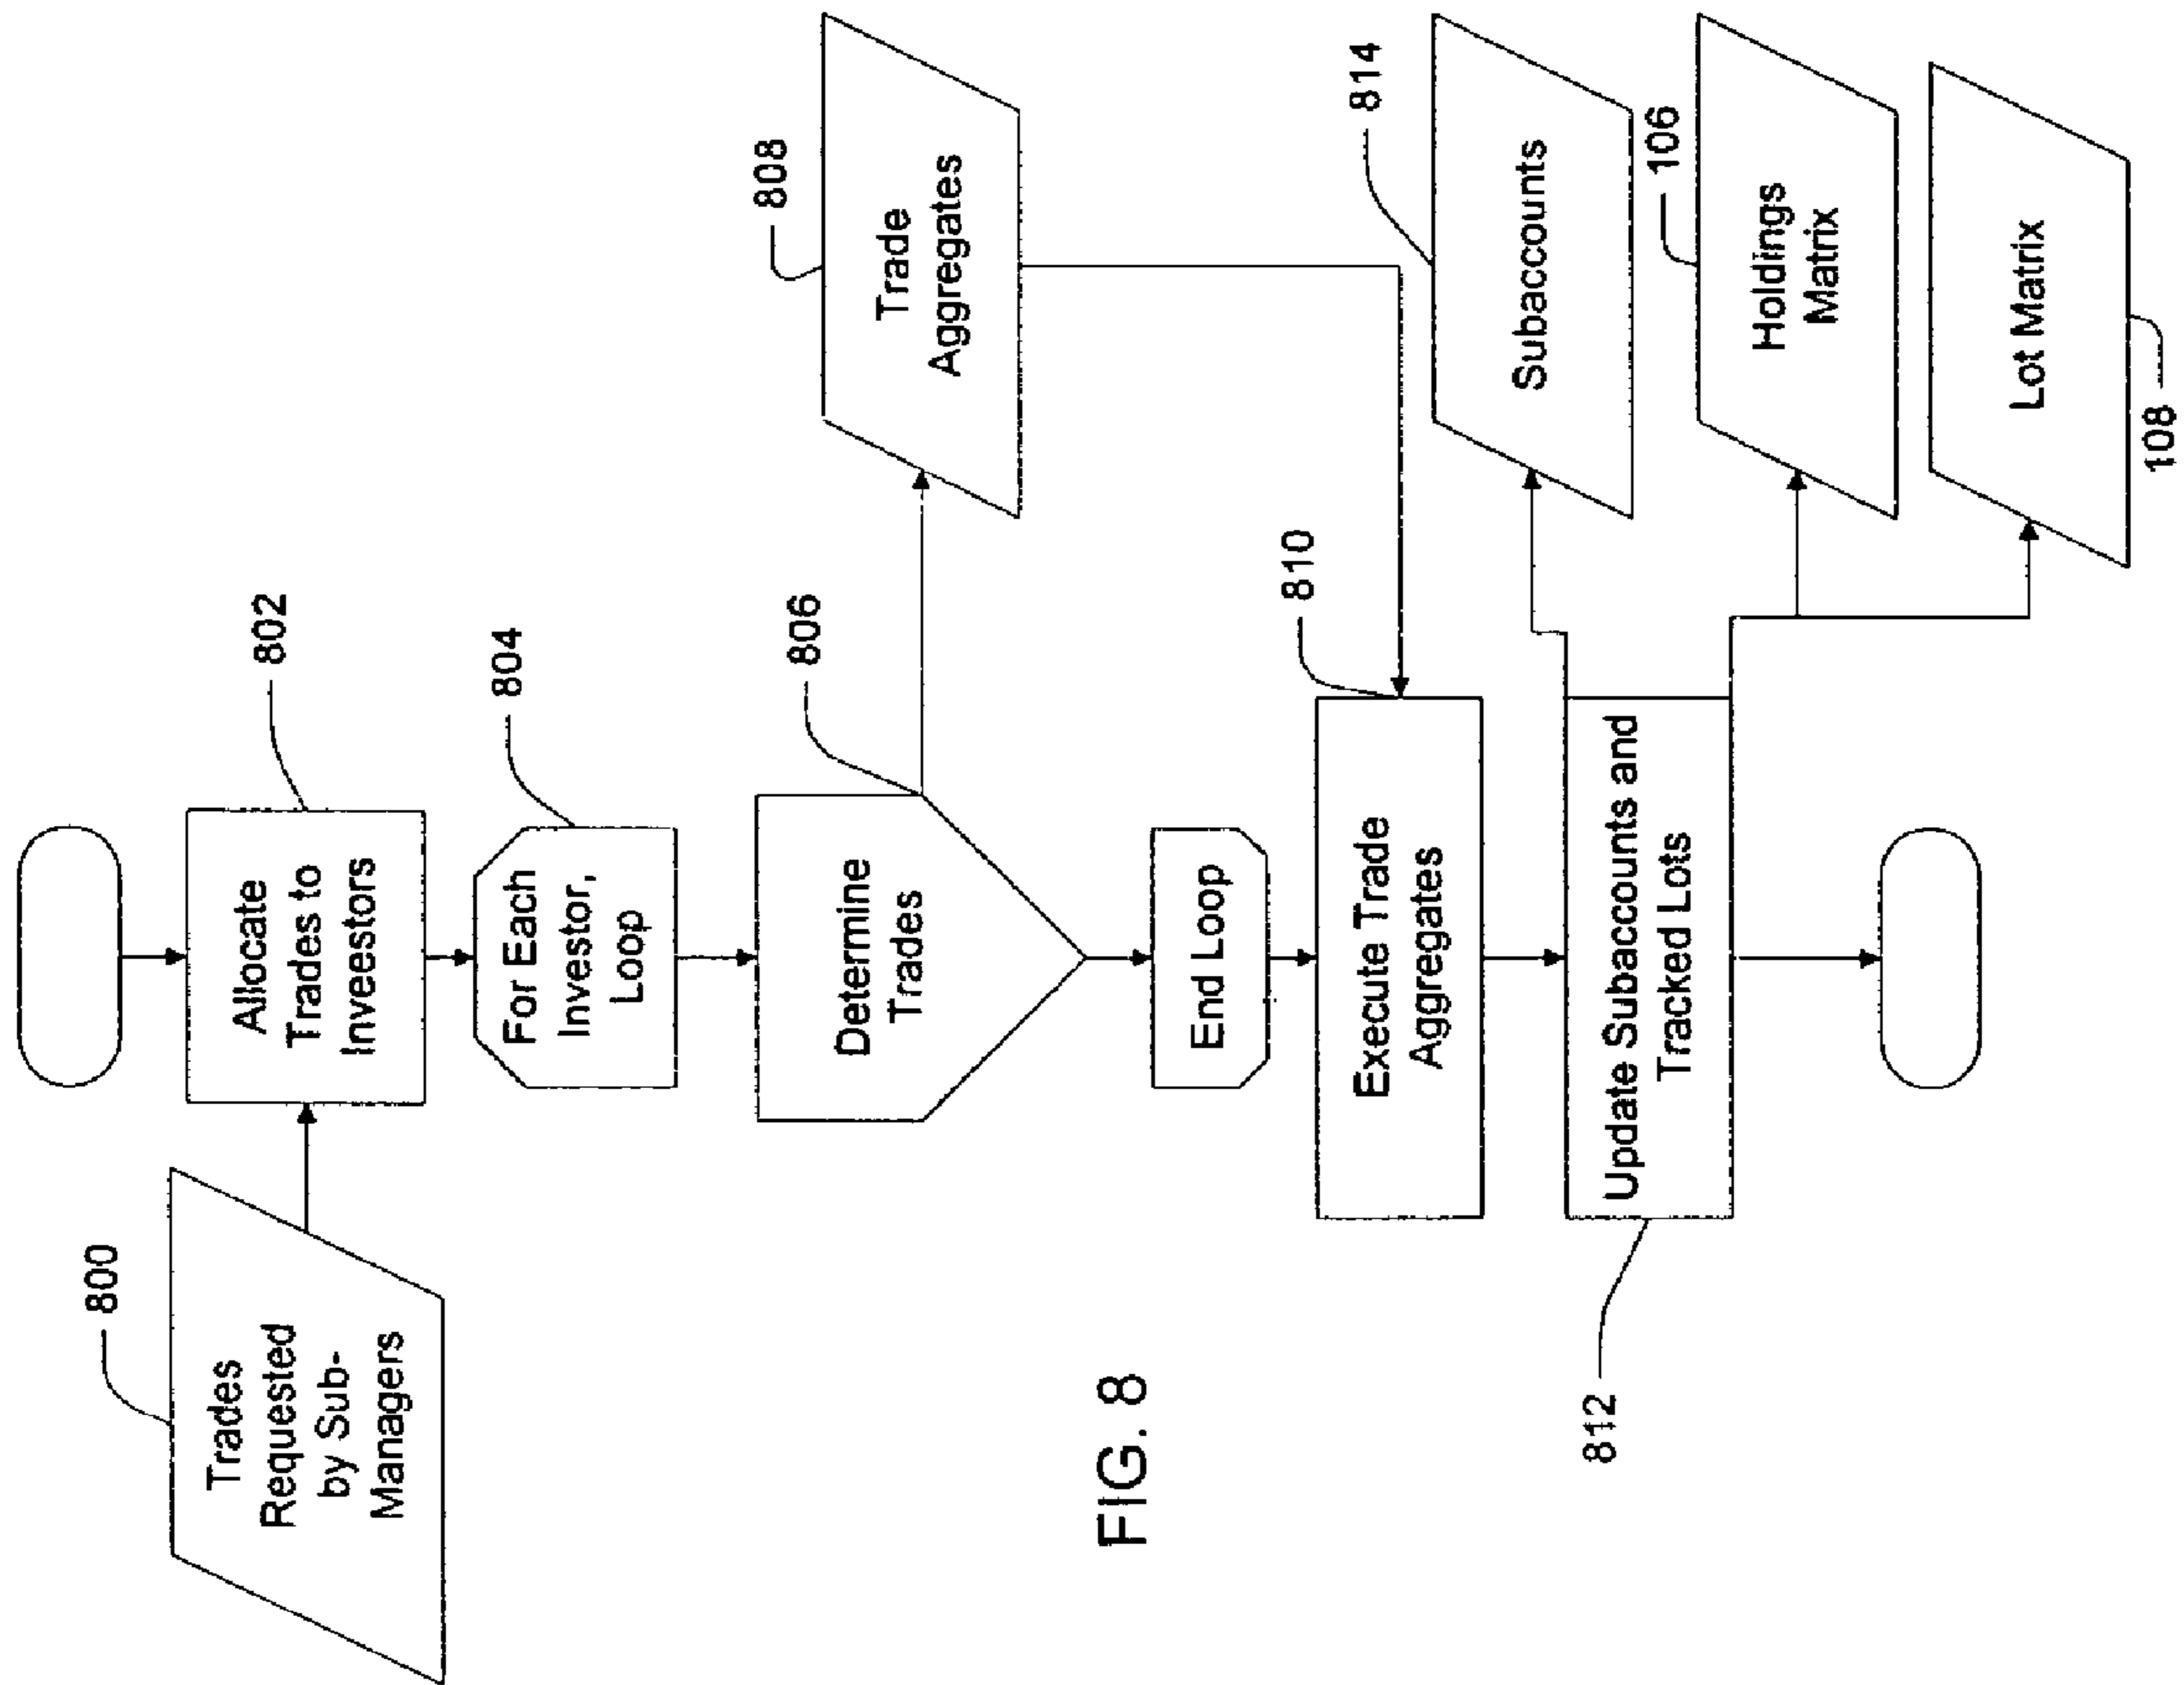 800
Trades
Requested
by Sub-
Managers
802
Allocate
Trades to
Inveestors
804
For Each
Investor,
Loop
806
Determine
Trades
808
Trade
Aggregates
End Loop
810
Execute Trade
Aggregates
812
Update Subaccounts and
Tracked Lots
814
Subaccounts
106
Holdings
Matrix
Lot Matrix
108
FIG. 8